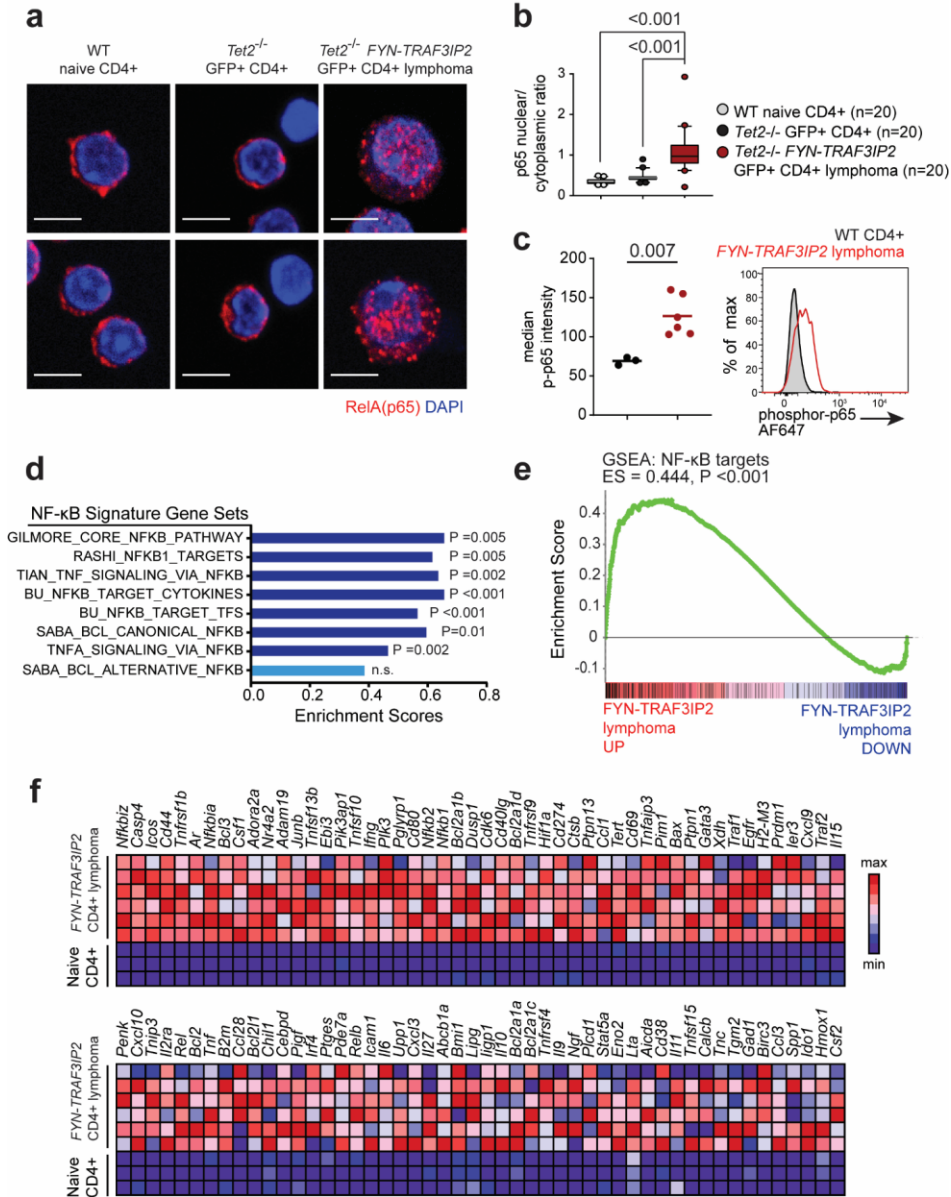 a
WT
naive CD4+
Tet2-/-
GFP+ CD4+
Tet2-/- FYN-TRAF3IP2
GFP+ CD4+ lymphoma
RelA(p65) DAPI
b
<0.001
<0.001
p65 nuclear/
cytoplasmic ratio
3
2
1
0
WT naive CD4+ (n=20)
Tet2-/- GFP+ CD4+ (n=20)
Tet2-/- FYN-TRAF3IP2
GFP+ CD4+ lymphoma (n=20)
c
WT CD4+
FYN-TRAF3IP2 lymphoma
0.007
median
p-p65 intensity
200
150
100
50
0
% of max
100
80
60
40
20
0
0 10³ 10⁴
phosphor-p65
AF647
d
NF-κB Signature Gene Sets
GILMORE_CORE_NFKB_PATHWAY P =0.005
RASHI_NFKB1_TARGETS P =0.005
TIAN_TNF_SIGNALING_VIA_NFKB P =0.002
BU_NFKB_TARGET_CYTOKINES P <0.001
BU_NFKB_TARGET_TFS P <0.001
SABA_BCL_CANONICAL_NFKB P=0.01
TNFA_SIGNALING_VIA_NFKB P =0.002
SABA_BCL_ALTERNATIVE_NFKB n.s.
0.0 0.2 0.4 0.6 0.8
Enrichment Scores
e
GSEA: NF-κB targets
ES = 0.444, P <0.001
Enrichment Score
0.4
0.3
0.2
0.1
0
-0.1
FYN-TRAF3IP2
lymphoma
UP
FYN-TRAF3IP2
lymphoma
DOWN
f
Nfkbiz Casp4 Icos Cd44 Tnfrsf1b Ar Nfkbia Bcl3 Csf1 Adora2a Nr4a2 Adam19 Junb Tnfsf13b Ebi3 Pik3ap1 Tnfsf10 Ifng Plk3 Pglyrp1 Cd80 Nfkb2 Nfkb1 Bcl2a1b Dusp1 Cdk6 Cd40lg Bcl2a1d Tnfrsf9 Hif1a Cd274 Ctsb Ptpn13 Ccl1 Tert Cd69 Tnfaip3 Pim1 Bax Ptpn1 Xdh Gata3 Traf1 Egfr H2-M3 Prdm1 Ier3 Cxcl9 Traf2 Il15
FYN-TRAF3IP2
CD4+ lymphoma
Naive
CD4+
max
min
Penk Cxcl10 Tnip3 Il2ra Rel Bcl2 Tnf B2m Ccl28 Bcl2l1 Chil1 Cebpd Pigf Irf4 Ptges Pde7a Relb Icam1 Il6 Upp1 Cxcl3 Il27 Abcb1a Bmi1 Lipg Iigp1 Il10 Bcl2a1a Bcl2a1c Tnfrsf4 Il9 Ngf Plcd1 Stat5a Eno2 Lta Aicda Cd38 Il11 Tnfsf15 Calcb Tnc Tgm2 Gad1 Birc3 Ccl3 Spp1 Ido1 Hmox1 Csf2
FYN-TRAF3IP2
CD4+ lymphoma
Naive
CD4+